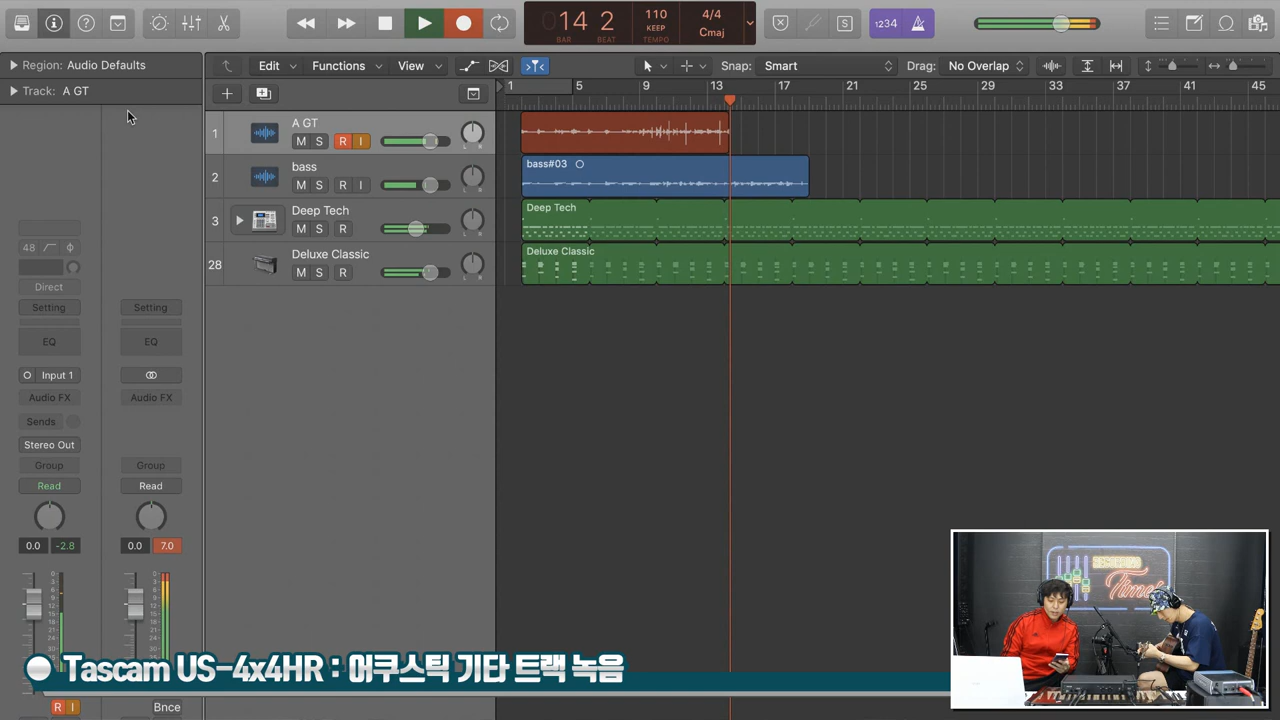 14 2
BAR BEAT
110
KEEP
TEMPO
4/4
Cmaj
S
1234
Region: Audio Defaults
Track: A GT
Edit
Functions
View
Snap: Smart
Drag: No Overlap
1 5 9 13 17 21 25 29 33 37 41 45
1
A GT
M S R I
2
bass
M S R I
bass#03
3
Deep Tech
M S R
Deep Tech
28
Deluxe Classic
M S R
Deluxe Classic
48
Direct
Setting
Setting
EQ
EQ
Input 1
Audio FX
Audio FX
Sends
Stereo Out
Group
Group
Read
Read
0.0 -2.8
0.0 7.0
Time
Tascam US-4x4HR : 어쿠스틱 기타 트랙 녹음
R I
Bnce